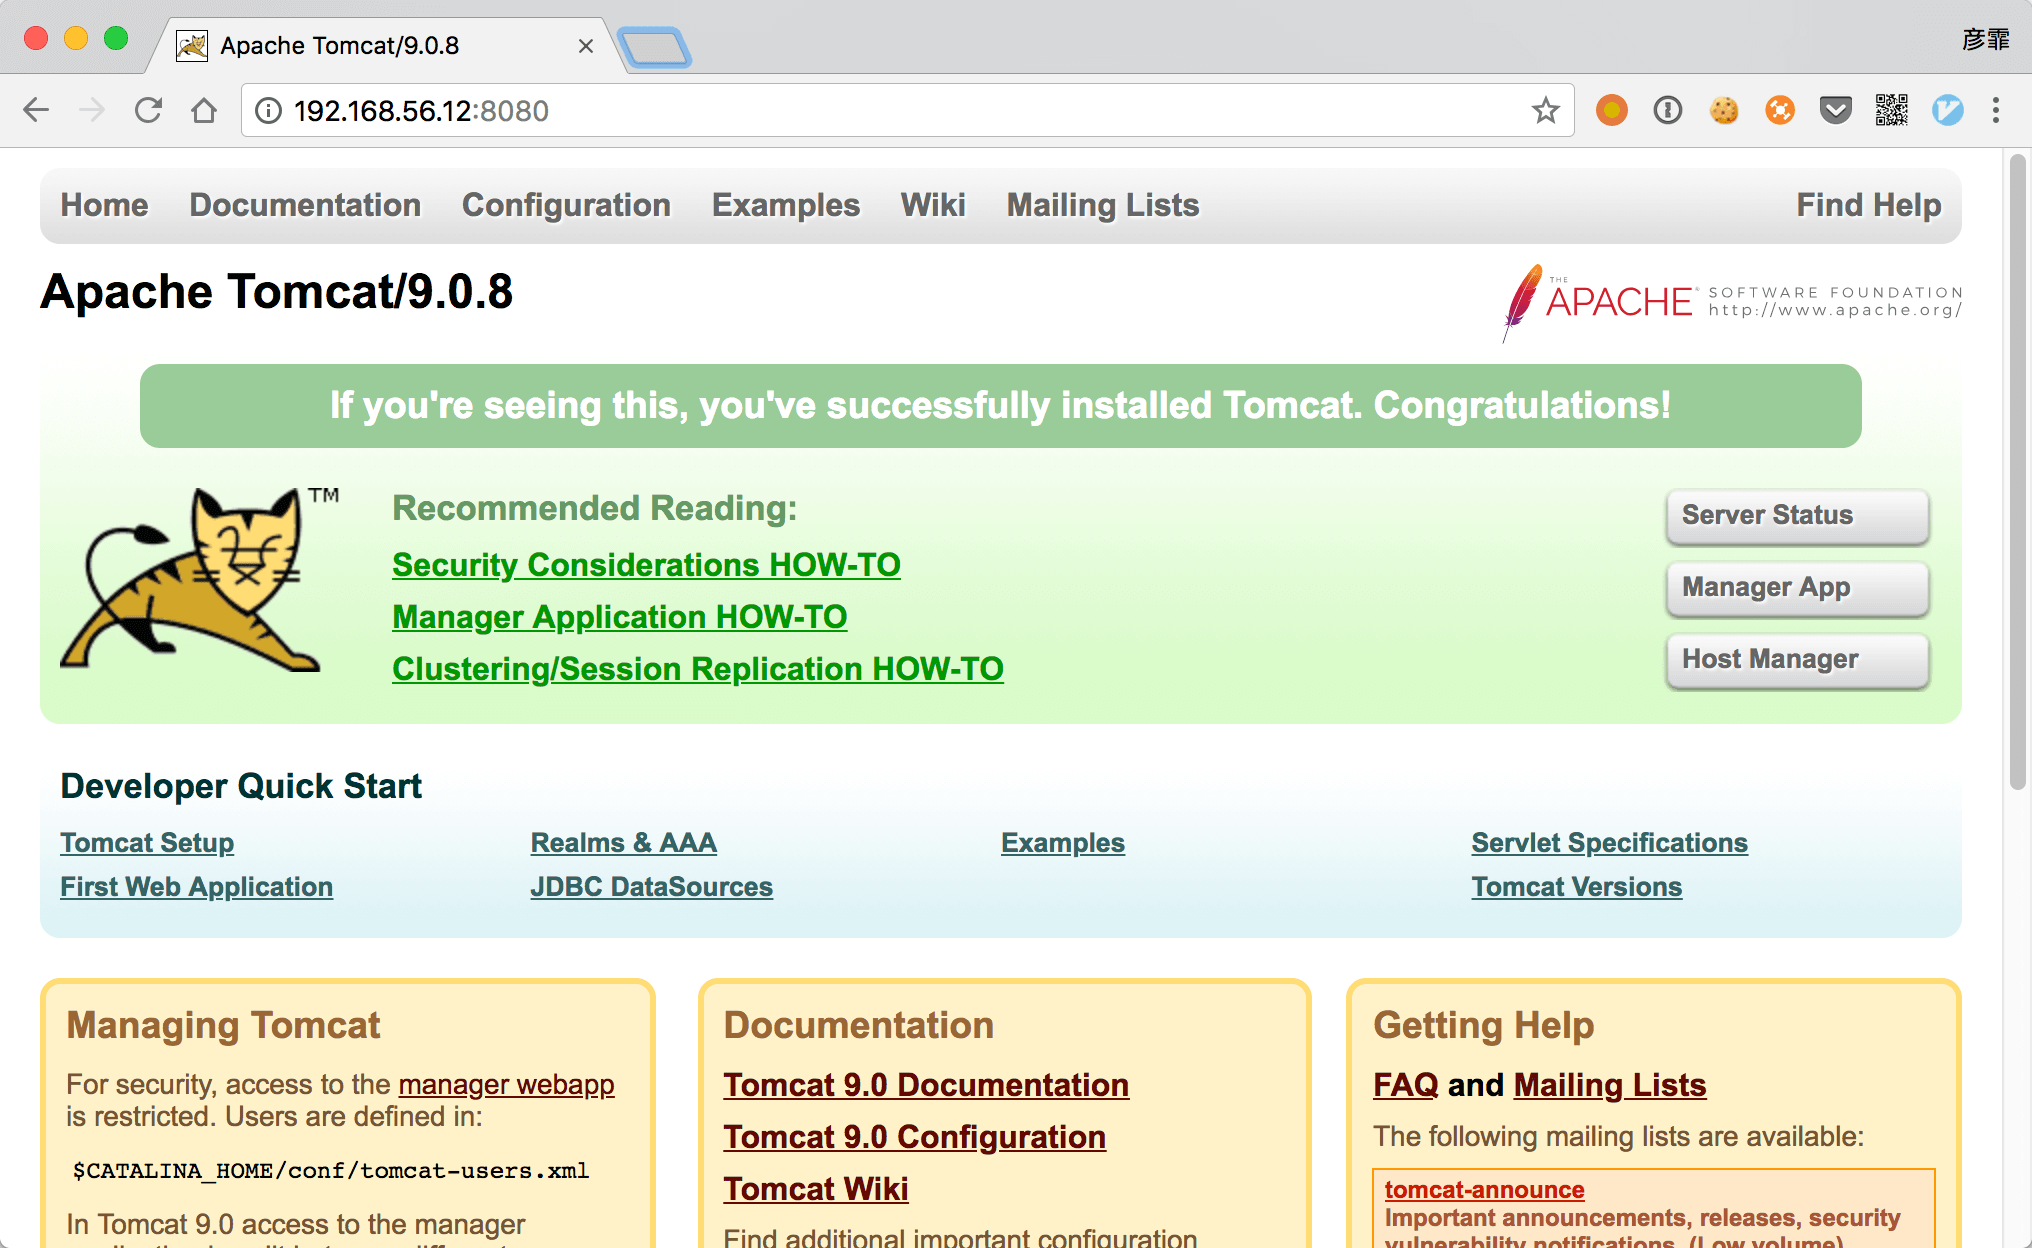 Apache Tomcat/9.0.8
彦霏
192.168.56.12:8080
Home Documentation Configuration Examples Wiki Mailing Lists Find Help
Apache Tomcat/9.0.8
THE APACHE® SOFTWARE FOUNDATION
http://www.apache.org/
If you're seeing this, you've successfully installed Tomcat. Congratulations!
TM
Recommended Reading:
Security Considerations HOW-TO
Manager Application HOW-TO
Clustering/Session Replication HOW-TO
Server Status
Manager App
Host Manager
Developer Quick Start
Tomcat Setup
First Web Application
Realms & AAA
JDBC DataSources
Examples
Servlet Specifications
Tomcat Versions
Managing Tomcat
For security, access to the manager webapp
is restricted. Users are defined in:
$CATALINA_HOME/conf/tomcat-users.xml
In Tomcat 9.0 access to the manager
Documentation
Tomcat 9.0 Documentation
Tomcat 9.0 Configuration
Tomcat Wiki
Find additional important configuration
Getting Help
FAQ and Mailing Lists
The following mailing lists are available:
tomcat-announce
Important announcements, releases, security
vulnerability notifications. (Low volume).